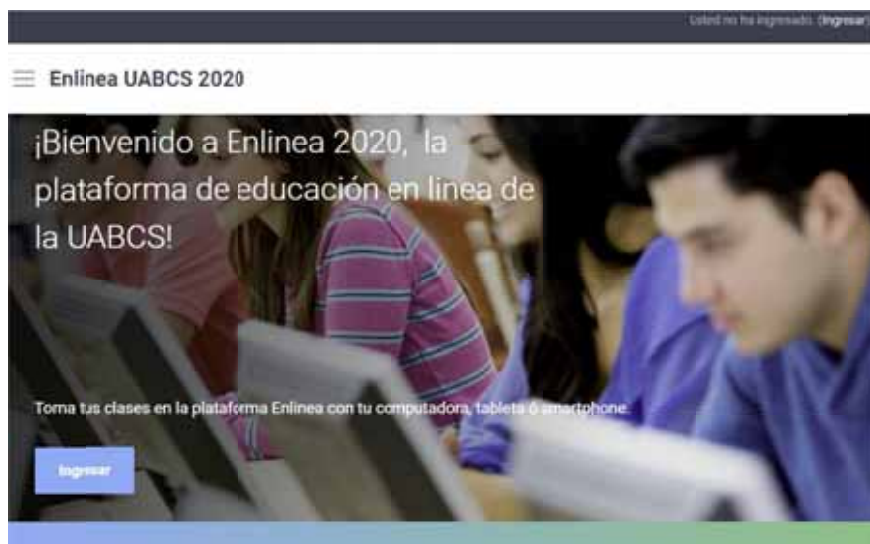 Usted no ha ingresado. (Ingresar)
Enlinea UABCS 2020
¡Bienvenido a Enlinea 2020, la
plataforma de educación en linea de
la UABCS!
Toma tus clases en la plataforma Enlinea con tu computadora, tableta ó smartphone.
Ingresar